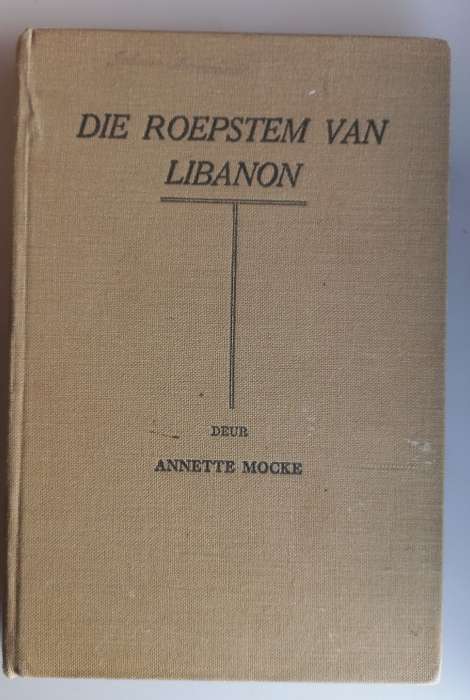 DIE ROEPSTEM VAN
LIBANON
DEUR
ANNETTE MOCKE